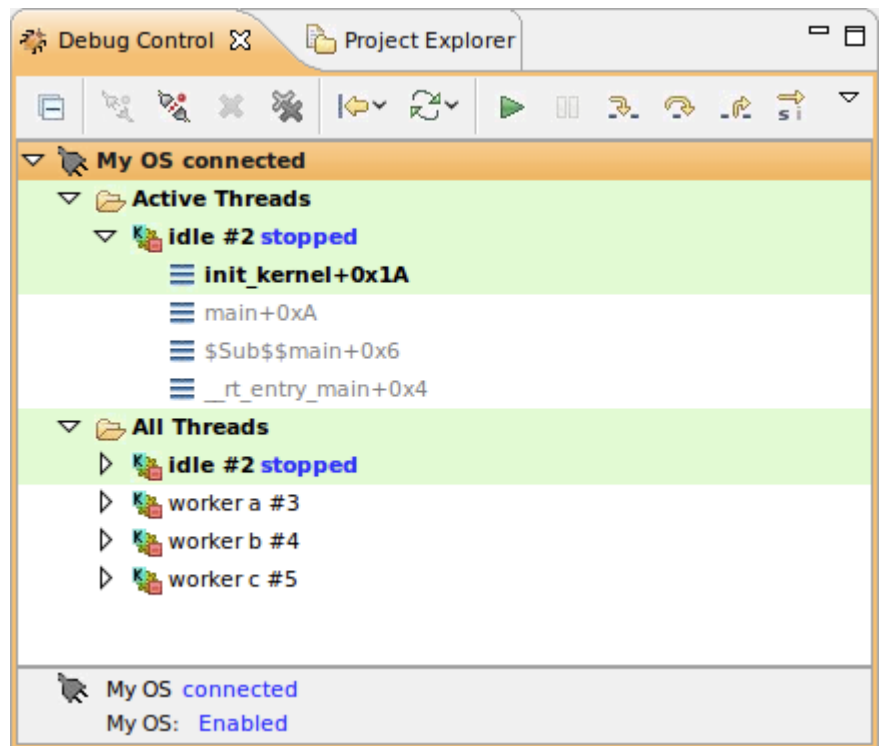 Debug Control Project Explorer
s i
My OS connected
Active Threads
K idle #2 stopped
init_kernel+0x1A
main+0xA
$Sub$$main+0x6
__rt_entry_main+0x4
All Threads
K idle #2 stopped
K worker a #3
K worker b #4
K worker c #5
My OS connected
My OS: Enabled